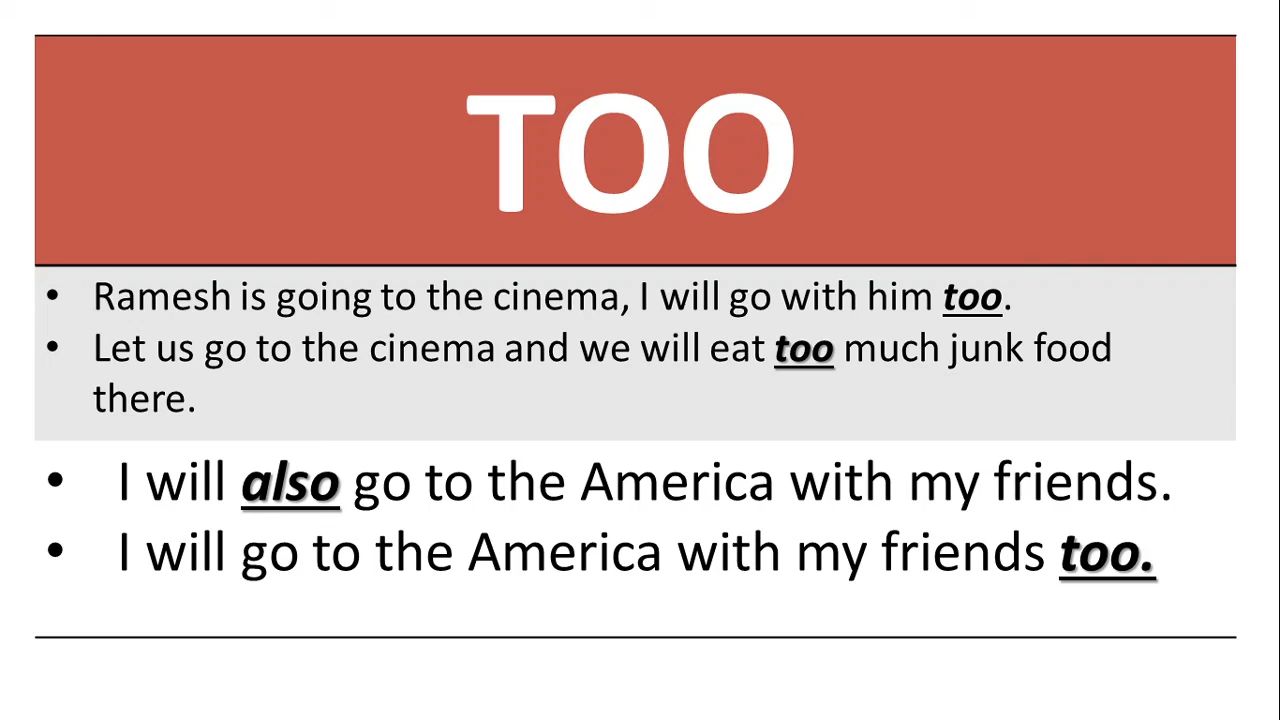 TOO
• Ramesh is going to the cinema, I will go with him too.
• Let us go to the cinema and we will eat too much junk food
there.
• I will also go to the America with my friends.
• I will go to the America with my friends too.